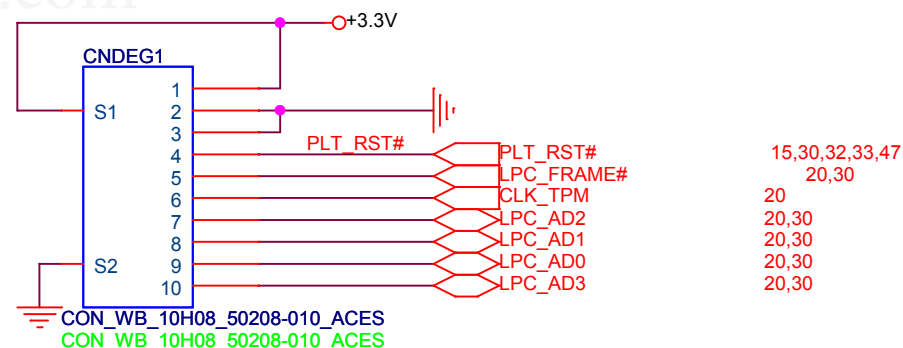 .com
+3.3V
CNDEG1
1
S1 2
3
PLT_RST#
4 PLT_RST# 15,30,32,33,47
5 LPC_FRAME# 20,30
6 CLK_TPM 20
7 LPC_AD2 20,30
8 LPC_AD1 20,30
S2 9 LPC_AD0 20,30
10 LPC_AD3 20,30
CON_WB_10H08_50208-010_ACES
CON_WB_10H08_50208-010_ACES